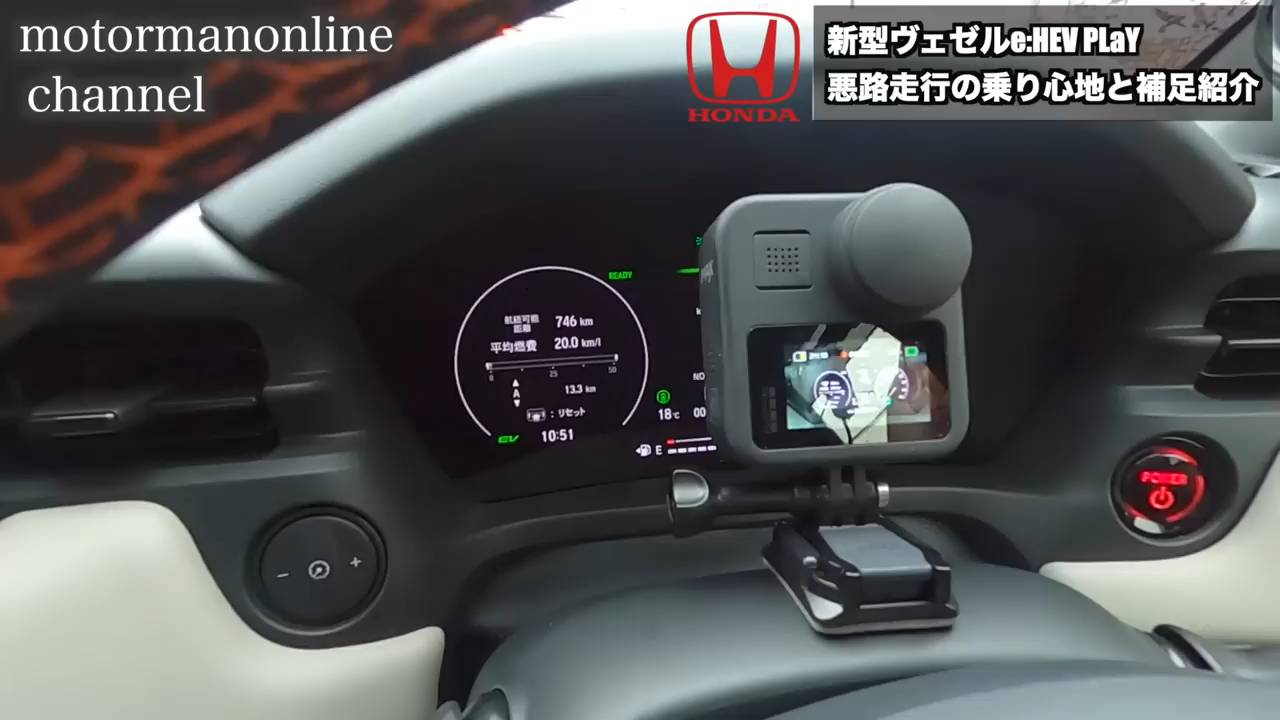 motormanonline
channel
HONDA
新型ヴェゼルe:HEV PLaY
悪路走行の乗り心地と補足紹介
READY
航続可能
距離
746 km
平均燃費 20.0 km/l
0 25 50
A
13.3 km
: リセット
EV
10:51
18℃
E
POWER
− +